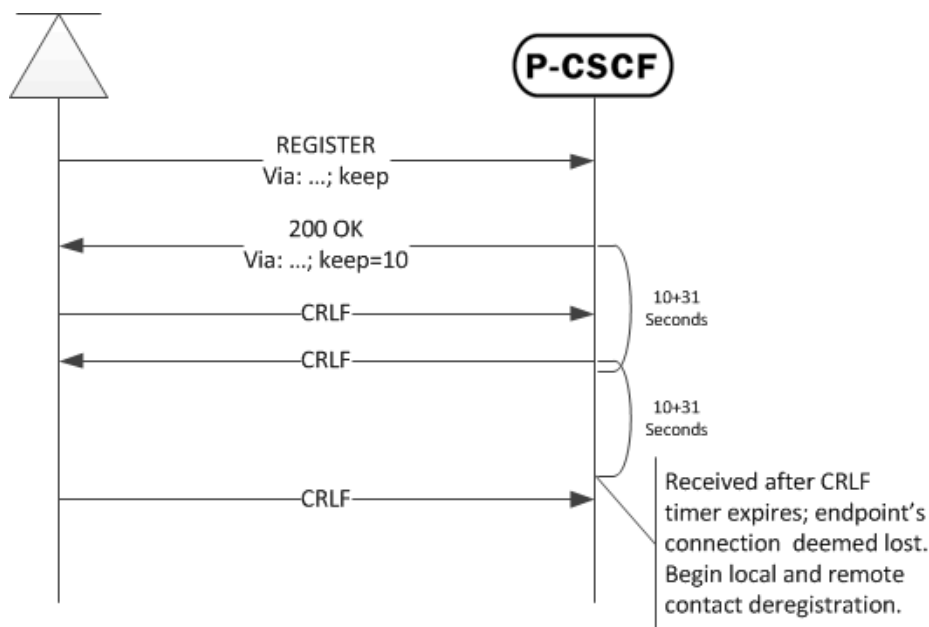 P-CSCF
REGISTER
Via: ...; keep
200 OK
Via: ...; keep=10
10+31
Seconds
CRLF
CRLF
10+31
Seconds
CRLF
Received after CRLF
timer expires; endpoint's
connection deemed lost.
Begin local and remote
contact deregistration.